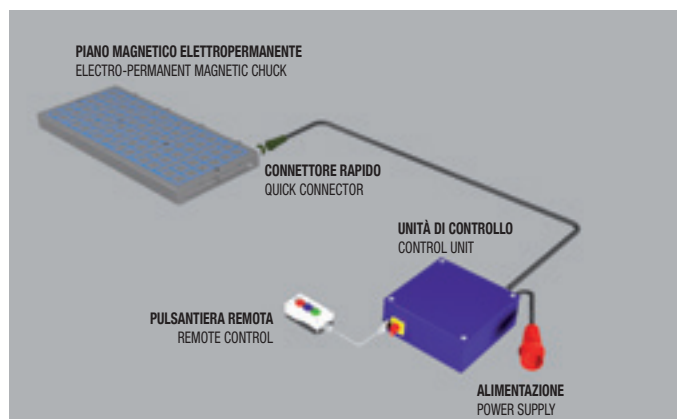 PIANO MAGNETICO ELETTROPERMANENTE
ELECTRO-PERMANENT MAGNETIC CHUCK
CONNETTORE RAPIDO
QUICK CONNECTOR
UNITÀ DI CONTROLLO
CONTROL UNIT
PULSANTIERA REMOTA
REMOTE CONTROL
ALIMENTAZIONE
POWER SUPPLY